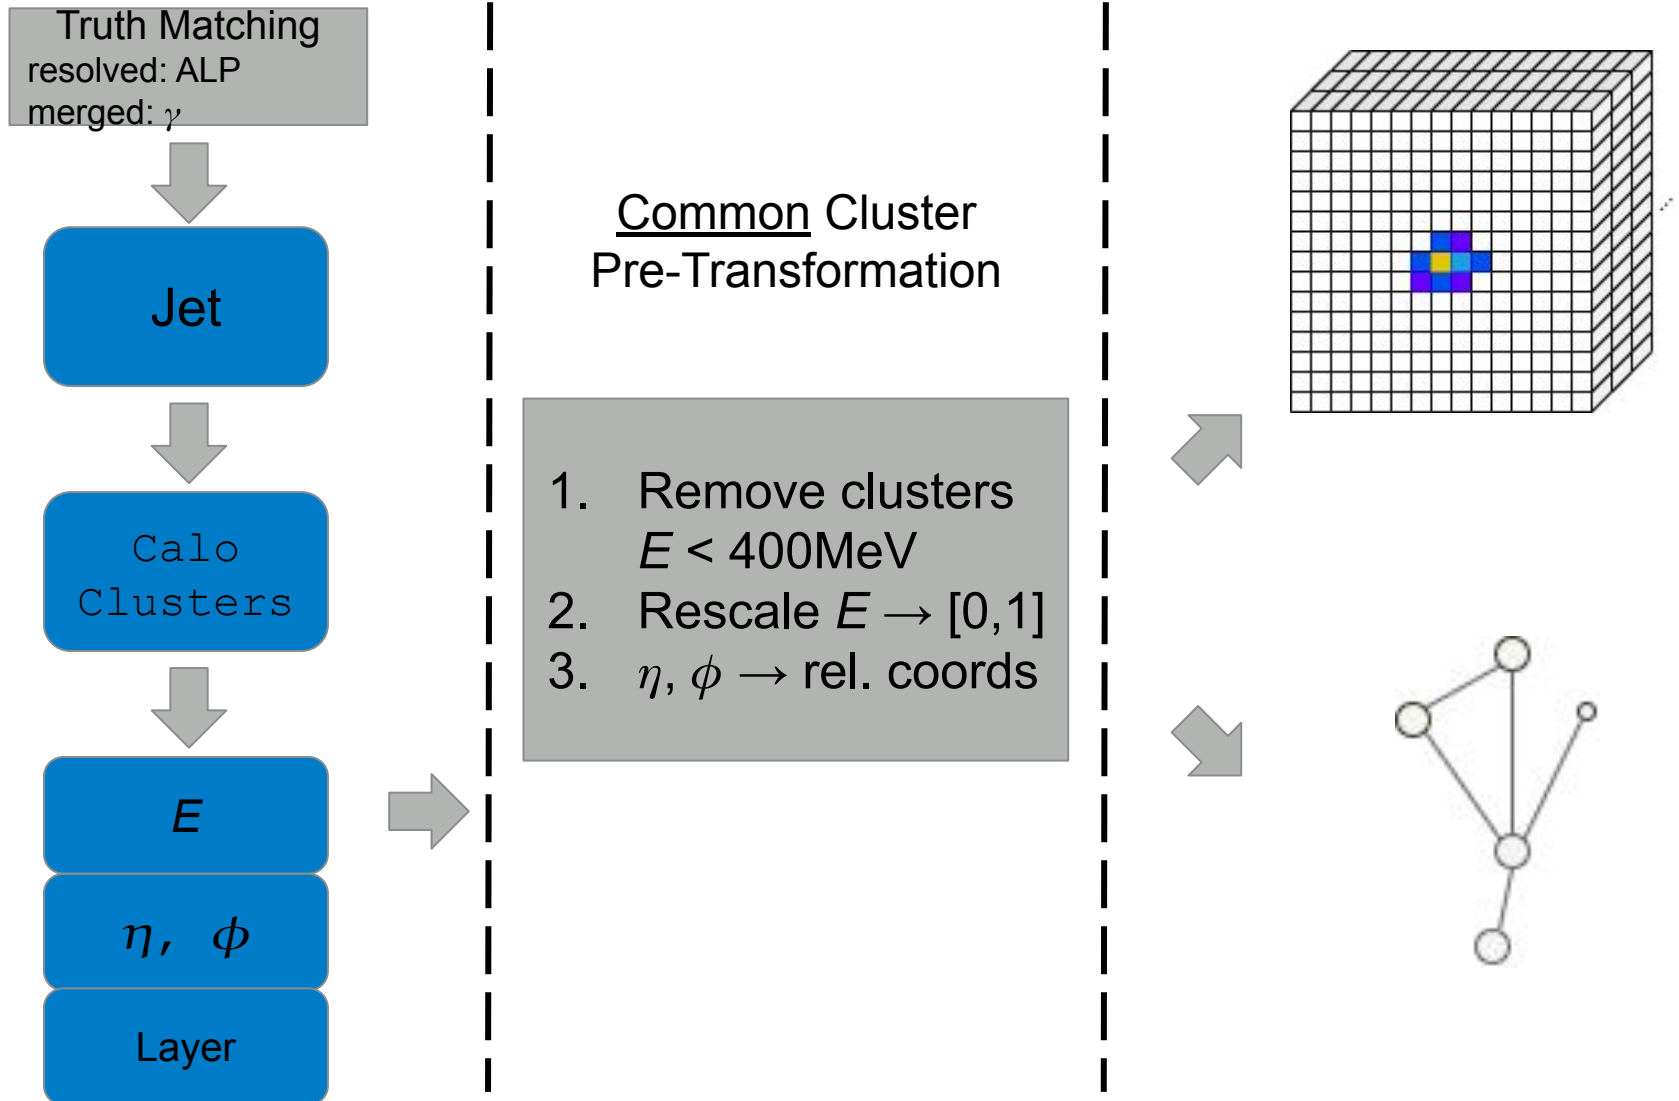 Truth Matching
resolved: ALP
merged: γ
Jet
Calo
Clusters
E
η, ϕ
Layer
Common Cluster
Pre-Transformation
1. Remove clusters
E < 400MeV
2. Rescale E → [0,1]
3. η, ϕ → rel. coords